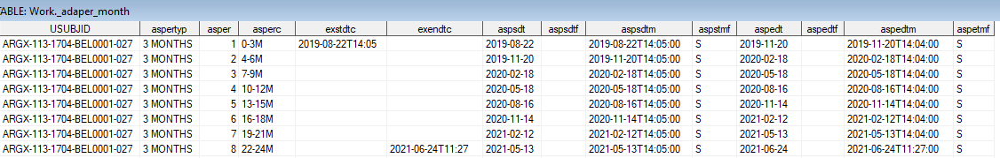 TABLE: Work._adaper_month
USUBJID aspertyp asper asperc exstdtc exendtc aspsdt aspsdtf aspsdtm aspstmf aspedt aspedtf aspedtm aspetmf
ARGX-113-1704-BEL0001-027 3 MONTHS 1 0-3M 2019-08-22T14:05 2019-08-22 2019-08-22T14:05:00 S 2019-11-20 2019-11-20T14:04:00 S
ARGX-113-1704-BEL0001-027 3 MONTHS 2 4-6M 2019-11-20 2019-11-20T14:05:00 S 2020-02-18 2020-02-18T14:04:00 S
ARGX-113-1704-BEL0001-027 3 MONTHS 3 7-9M 2020-02-18 2020-02-18T14:05:00 S 2020-05-18 2020-05-18T14:04:00 S
ARGX-113-1704-BEL0001-027 3 MONTHS 4 10-12M 2020-05-18 2020-05-18T14:05:00 S 2020-08-16 2020-08-16T14:04:00 S
ARGX-113-1704-BEL0001-027 3 MONTHS 5 13-15M 2020-08-16 2020-08-16T14:05:00 S 2020-11-14 2020-11-14T14:04:00 S
ARGX-113-1704-BEL0001-027 3 MONTHS 6 16-18M 2020-11-14 2020-11-14T14:05:00 S 2021-02-12 2021-02-12T14:04:00 S
ARGX-113-1704-BEL0001-027 3 MONTHS 7 19-21M 2021-02-12 2021-02-12T14:05:00 S 2021-05-13 2021-05-13T14:04:00 S
ARGX-113-1704-BEL0001-027 3 MONTHS 8 22-24M 2021-06-24T11:27 2021-05-13 2021-05-13T14:05:00 S 2021-06-24 2021-06-24T11:27:00 S